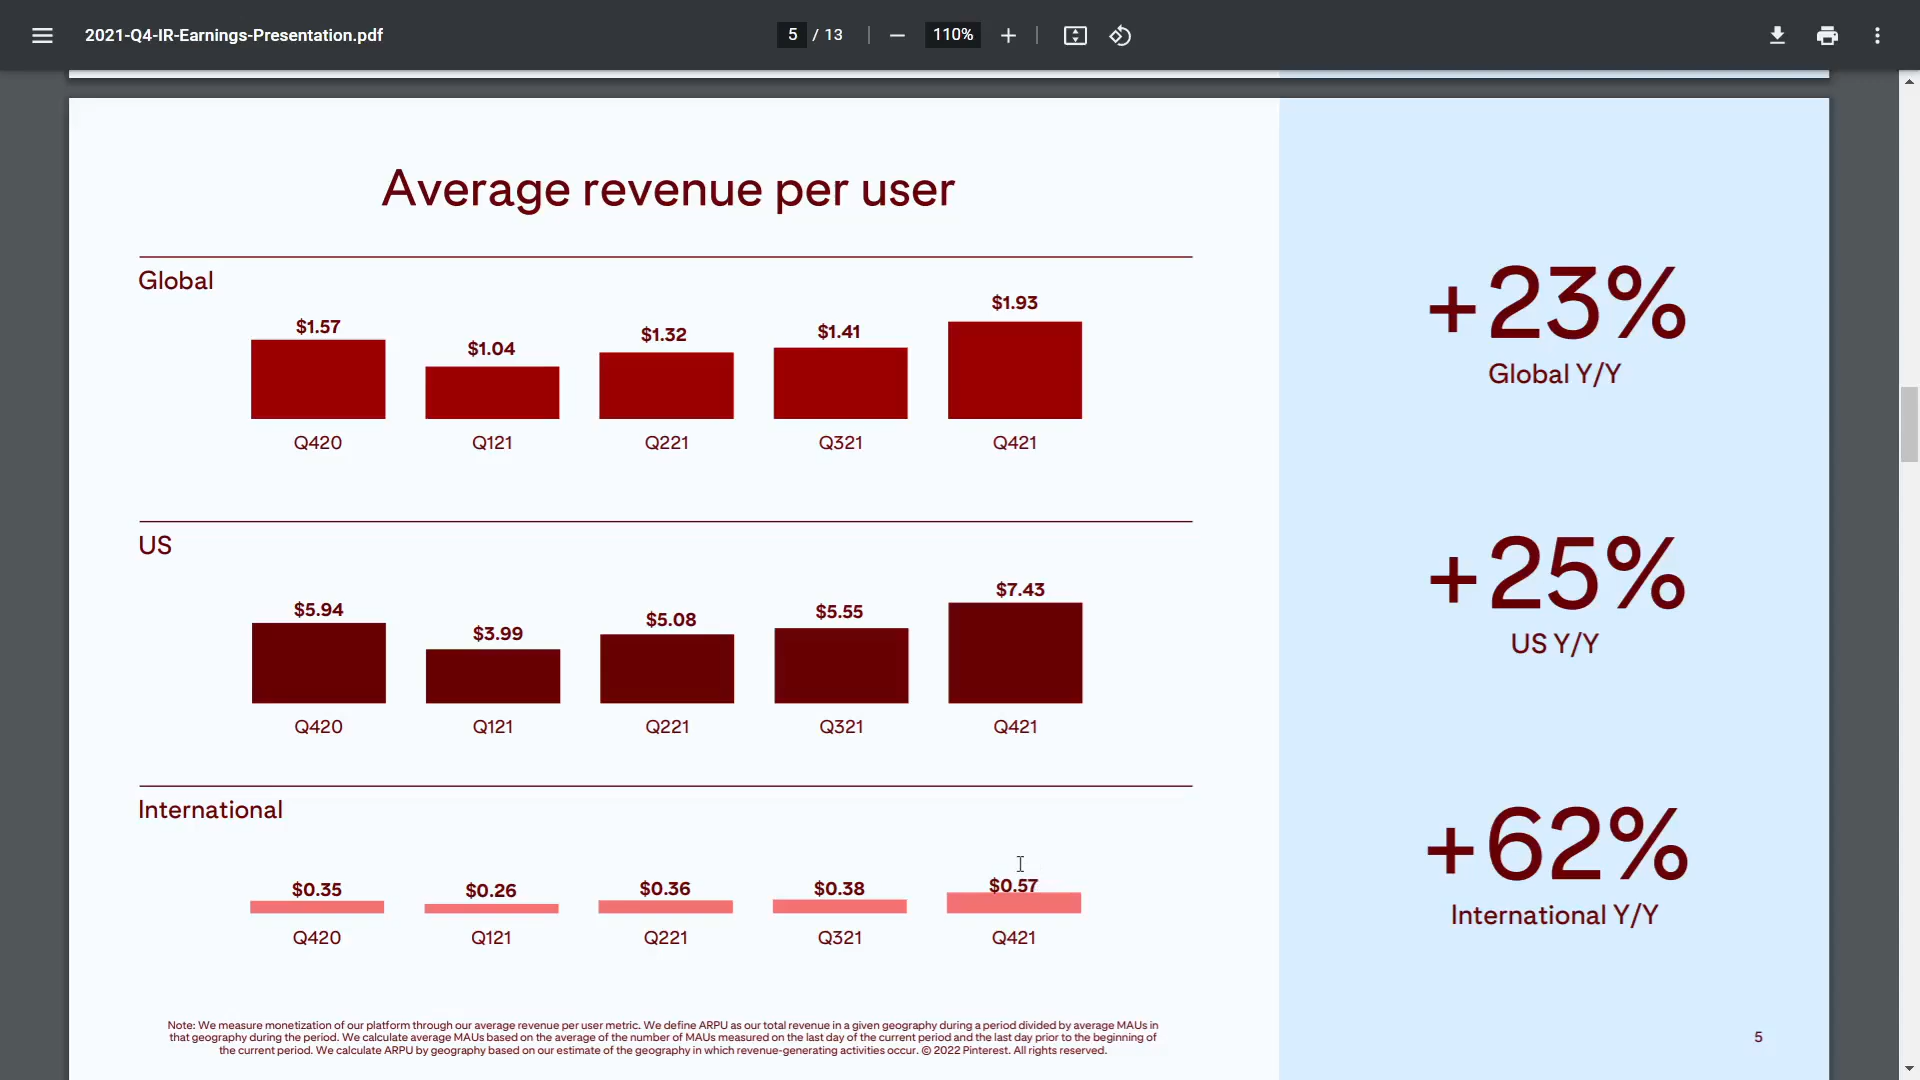 2021-Q4-IR-Earnings-Presentation.pdf
5 / 13
110%
Average revenue per user
Global
$1.57 $1.04 $1.32 $1.41 $1.93
Q420 Q121 Q221 Q321 Q421
+23%
Global Y/Y
US
$5.94 $3.99 $5.08 $5.55 $7.43
Q420 Q121 Q221 Q321 Q421
+25%
US Y/Y
International
$0.35 $0.26 $0.36 $0.38 $0.57
Q420 Q121 Q221 Q321 Q421
+62%
International Y/Y
Note: We measure monetization of our platform through our average revenue per user metric. We define ARPU as our total revenue in a given geography during a period divided by average MAUs in
that geography during the period. We calculate average MAUs based on the average of the number of MAUs measured on the last day of the current period and the last day prior to the beginning of
the current period. We calculate ARPU by geography based on our estimate of the geography in which revenue-generating activities occur. © 2022 Pinterest. All rights reserved.
5